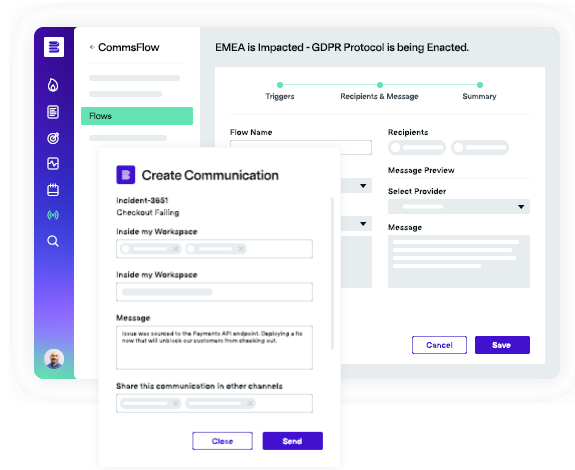 ← CommsFlow
Flows
EMEA is Impacted - GDPR Protocol is being Enacted.
Triggers
Recipients & Message
Summary
Flow Name
Recipients
Message Preview
Select Provider
Message
Cancel
Save
Create Communication
Incident-3651
Checkout Failing
Inside my Workspace
Inside my Workspace
Message
Issue was sourced to the Payments API endpoint. Deploying a fix
now that will unblock our customers from checking out.
Share this communication in other channels
Close
Send